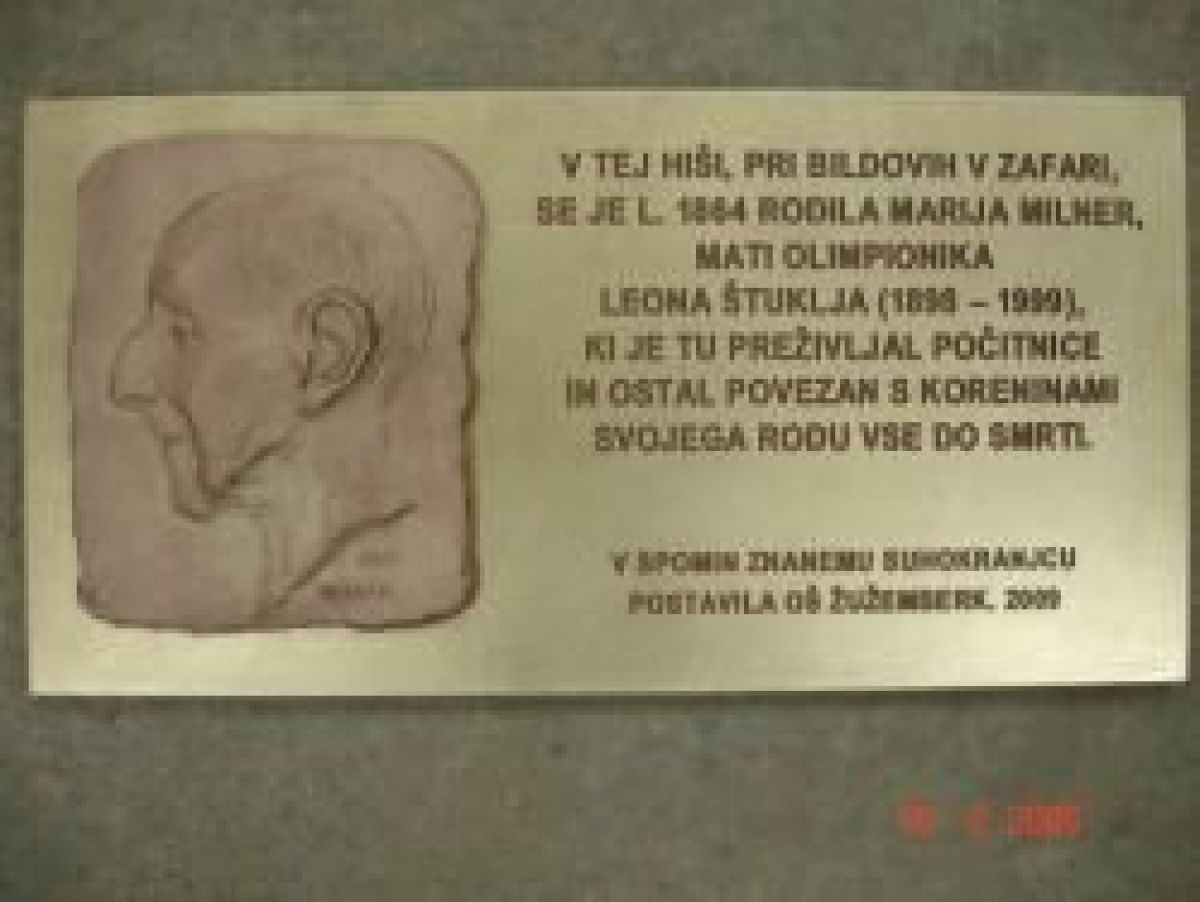 V TEJ HIŠI, PRI BILDOVIH V ZAFARI,
SE JE L. 1864 RODILA MARIJA MILNER,
MATI OLIMPIONIKA
LEONA ŠTUKLJA (1898 – 1999),
KI JE TU PREŽIVLJAL POČITNICE
IN OSTAL POVEZAN S KORENINAMI
SVOJEGA RODU VSE DO SMRTI.
V SPOMIN ZNANEMU SUHOKRANJCU
POSTAVILA OŠ ŽUŽEMBERK, 2009